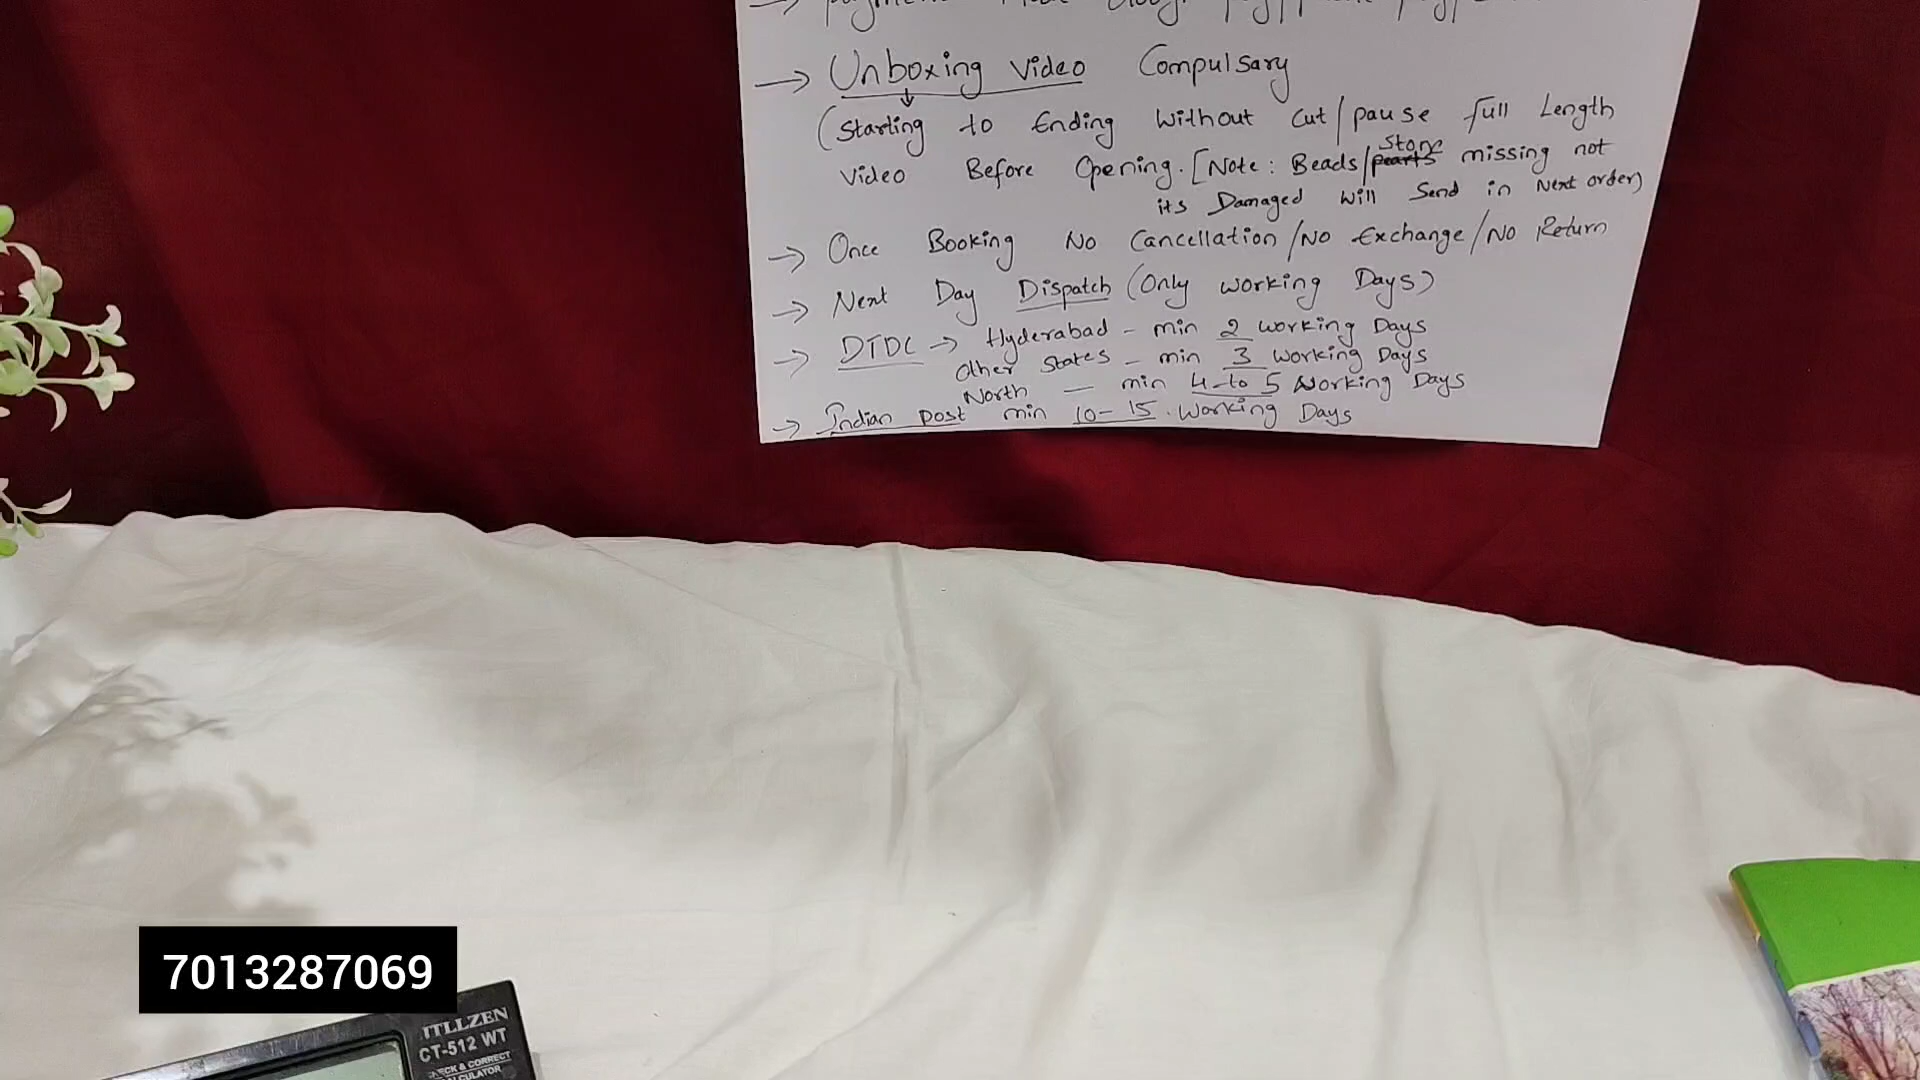 → Unboxing Video Compulsary
(Starting to Ending Without Cut/pause full Length
Video Before Opening. [Note: Beads/stone missing not
its Damaged will Send in Next order)
→ Once Booking No Cancellation/No Exchange/No Return
→ Next Day Dispatch (Only Working Days)
→ DTDC → Hyderabad - min 2 working Days
Other States - min 3 working Days
North - min 4 to 5 Working Days
→ Indian post min 10-15. Working Days
7013287069
ITLLZEN
CT-512 WT
CHECK & CORRECT
CALCULATOR